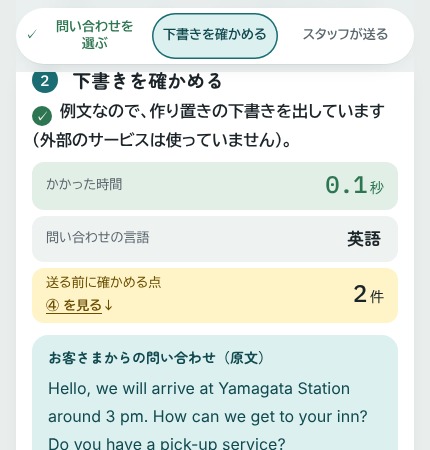 ✓ 問い合わせを
選ぶ
下書きを確かめる
スタッフが送る
2 下書きを確かめる
✓ 例文なので、作り置きの下書きを出しています
（外部のサービスは使っていません）。
かかった時間
0.1秒
問い合わせの言語
英語
送る前に確かめる点
④ を見る↓
2件
お客さまからの問い合わせ（原文）
Hello, we will arrive at Yamagata Station
around 3 pm. How can we get to your inn?
Do you have a pick-up service?